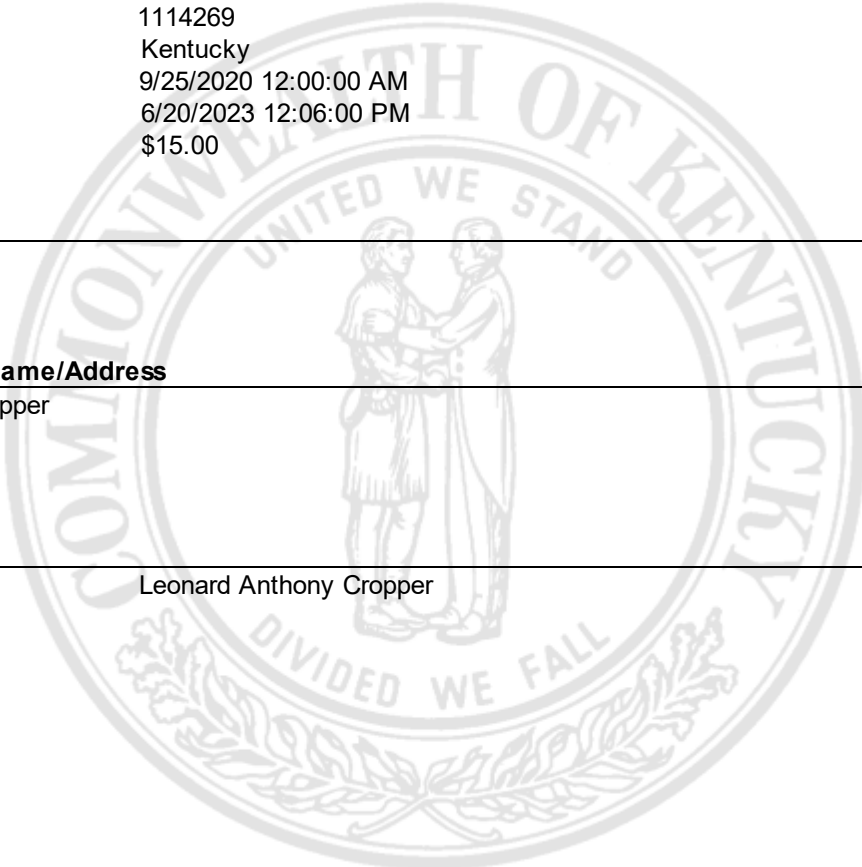 1114269
Kentucky
9/25/2020 12:00:00 AM
6/20/2023 12:06:00 PM
$15.00
COMMONWEALTH OF KENTUCKY
UNITED WE STAND
ame/Address
pper
Leonard Anthony Cropper
DIVIDED WE FALL